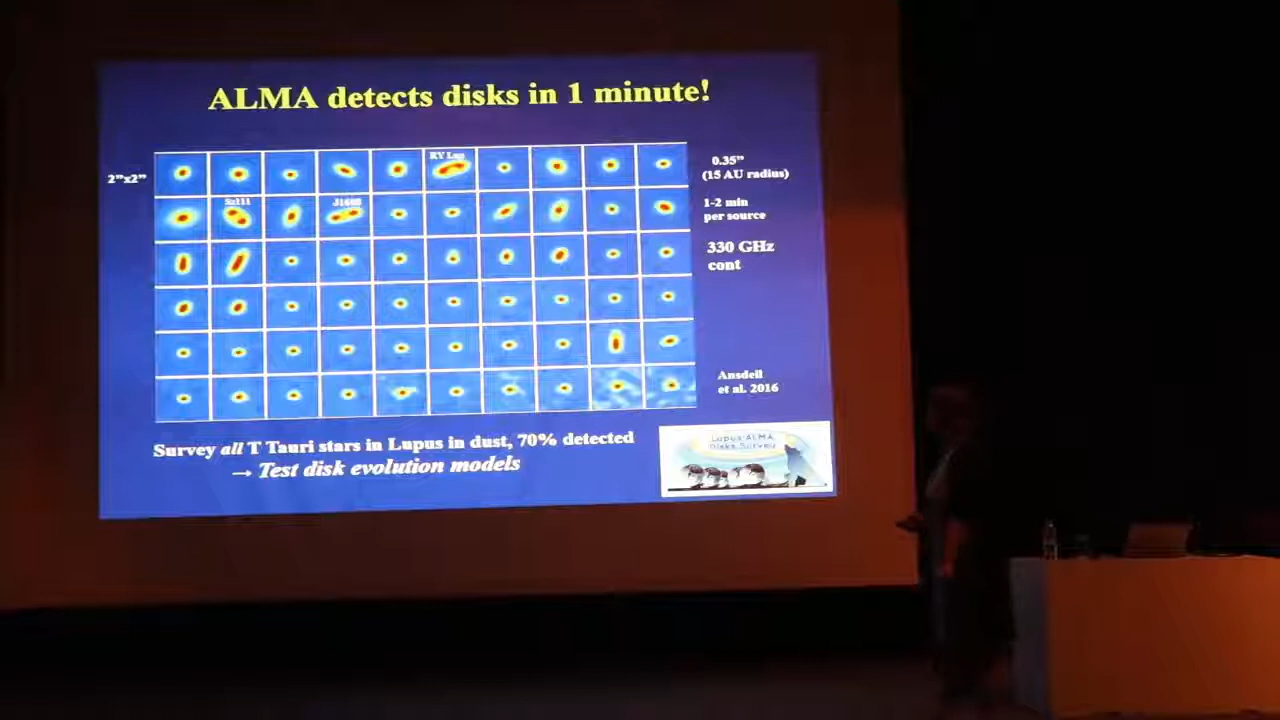 ALMA detects disks in 1 minute!
2"x2"
RY Lup
Sz111
0.35"
(15 AU radius)
1-2 min
per source
330 GHz
cont
Ansdell
et al. 2016
Survey all T Tauri stars in Lupus in dust, 70% detected
→ Test disk evolution models
Lupus ALMA
Disks Survey